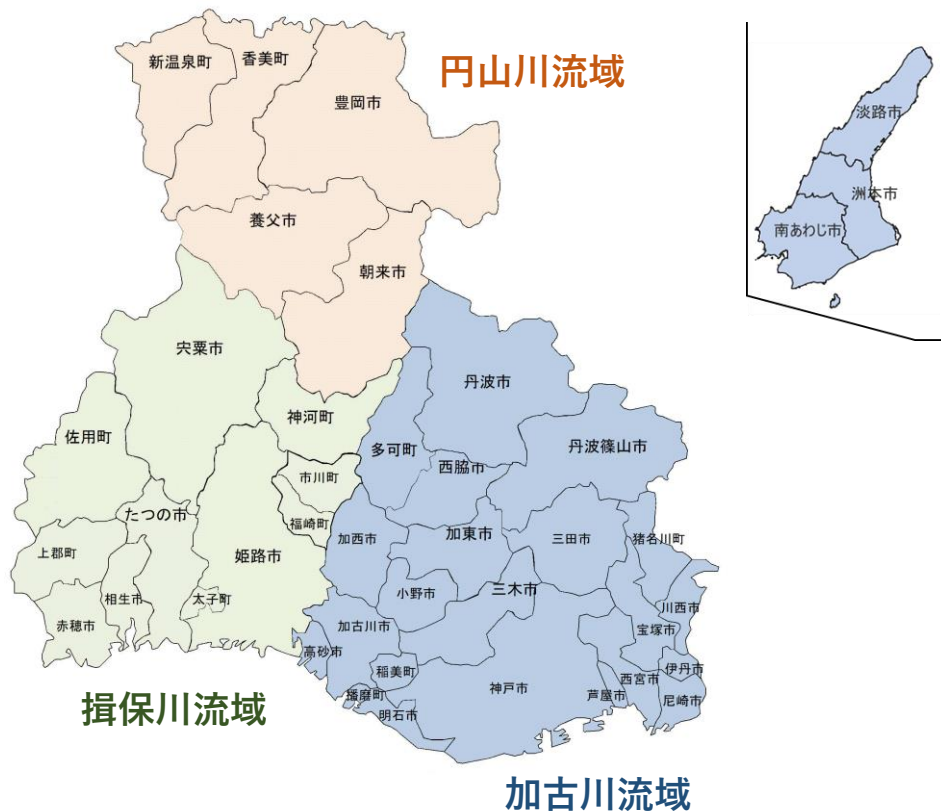 円山川流域
新温泉町
香美町
豊岡市
養父市
朝来市
淡路市
洲本市
南あわじ市
宍粟市
神河町
佐用町
市川町
たつの市
福崎町
上郡町
姫路市
相生市
太子町
赤穂市
揖保川流域
丹波市
多可町
丹波篠山市
西脇市
加西市
加東市
三田市
猪名川町
小野市
三木市
川西市
加古川市
宝塚市
高砂市
稲美町
伊丹市
西宮市
神戸市
芦屋市
尼崎市
播磨町
明石市
加古川流域